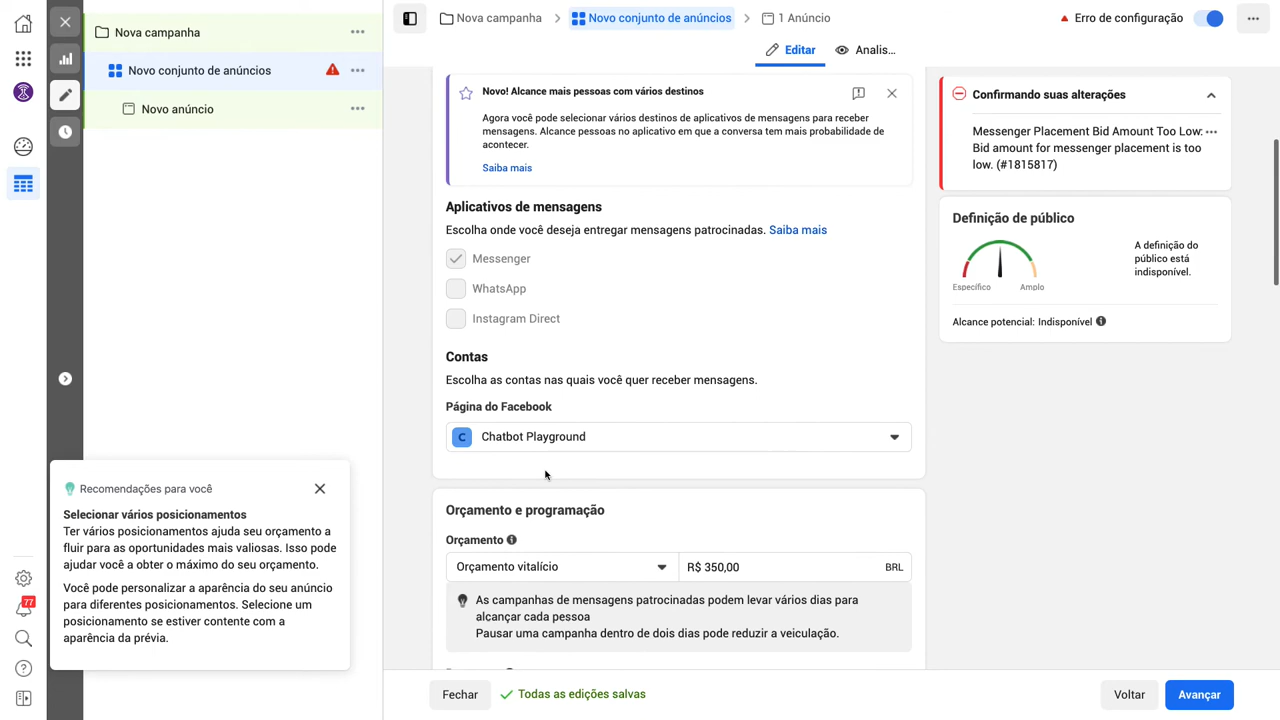 Nova campanha
Novo conjunto de anúncios
Novo anúncio
Nova campanha
Novo conjunto de anúncios
1 Anúncio
Erro de configuração
Editar
Analis...
Novo! Alcance mais pessoas com vários destinos
Agora você pode selecionar vários destinos de aplicativos de mensagens para receber
mensagens. Alcance pessoas no aplicativo em que a conversa tem mais probabilidade de
acontecer.
Saiba mais
Aplicativos de mensagens
Escolha onde você deseja entregar mensagens patrocinadas. Saiba mais
Messenger
WhatsApp
Instagram Direct
Contas
Escolha as contas nas quais você quer receber mensagens.
Página do Facebook
C Chatbot Playground
Orçamento e programação
Orçamento
Orçamento vitalício
R$ 350,00
BRL
As campanhas de mensagens patrocinadas podem levar vários dias para
alcançar cada pessoa
Pausar uma campanha dentro de dois dias pode reduzir a veiculação.
Confirmando suas alterações
Messenger Placement Bid Amount Too Low:
Bid amount for messenger placement is too
low. (#1815817)
Definição de público
Específico
Amplo
A definição do
público está
indisponível.
Alcance potencial: Indisponível
Recomendações para você
Selecionar vários posicionamentos
Ter vários posicionamentos ajuda seu orçamento a
fluir para as oportunidades mais valiosas. Isso pode
ajudar você a obter o máximo do seu orçamento.
Você pode personalizar a aparência do seu anúncio
para diferentes posicionamentos. Selecione um
posicionamento se estiver contente com a
aparência da prévia.
77
Fechar
Todas as edições salvas
Voltar
Avançar